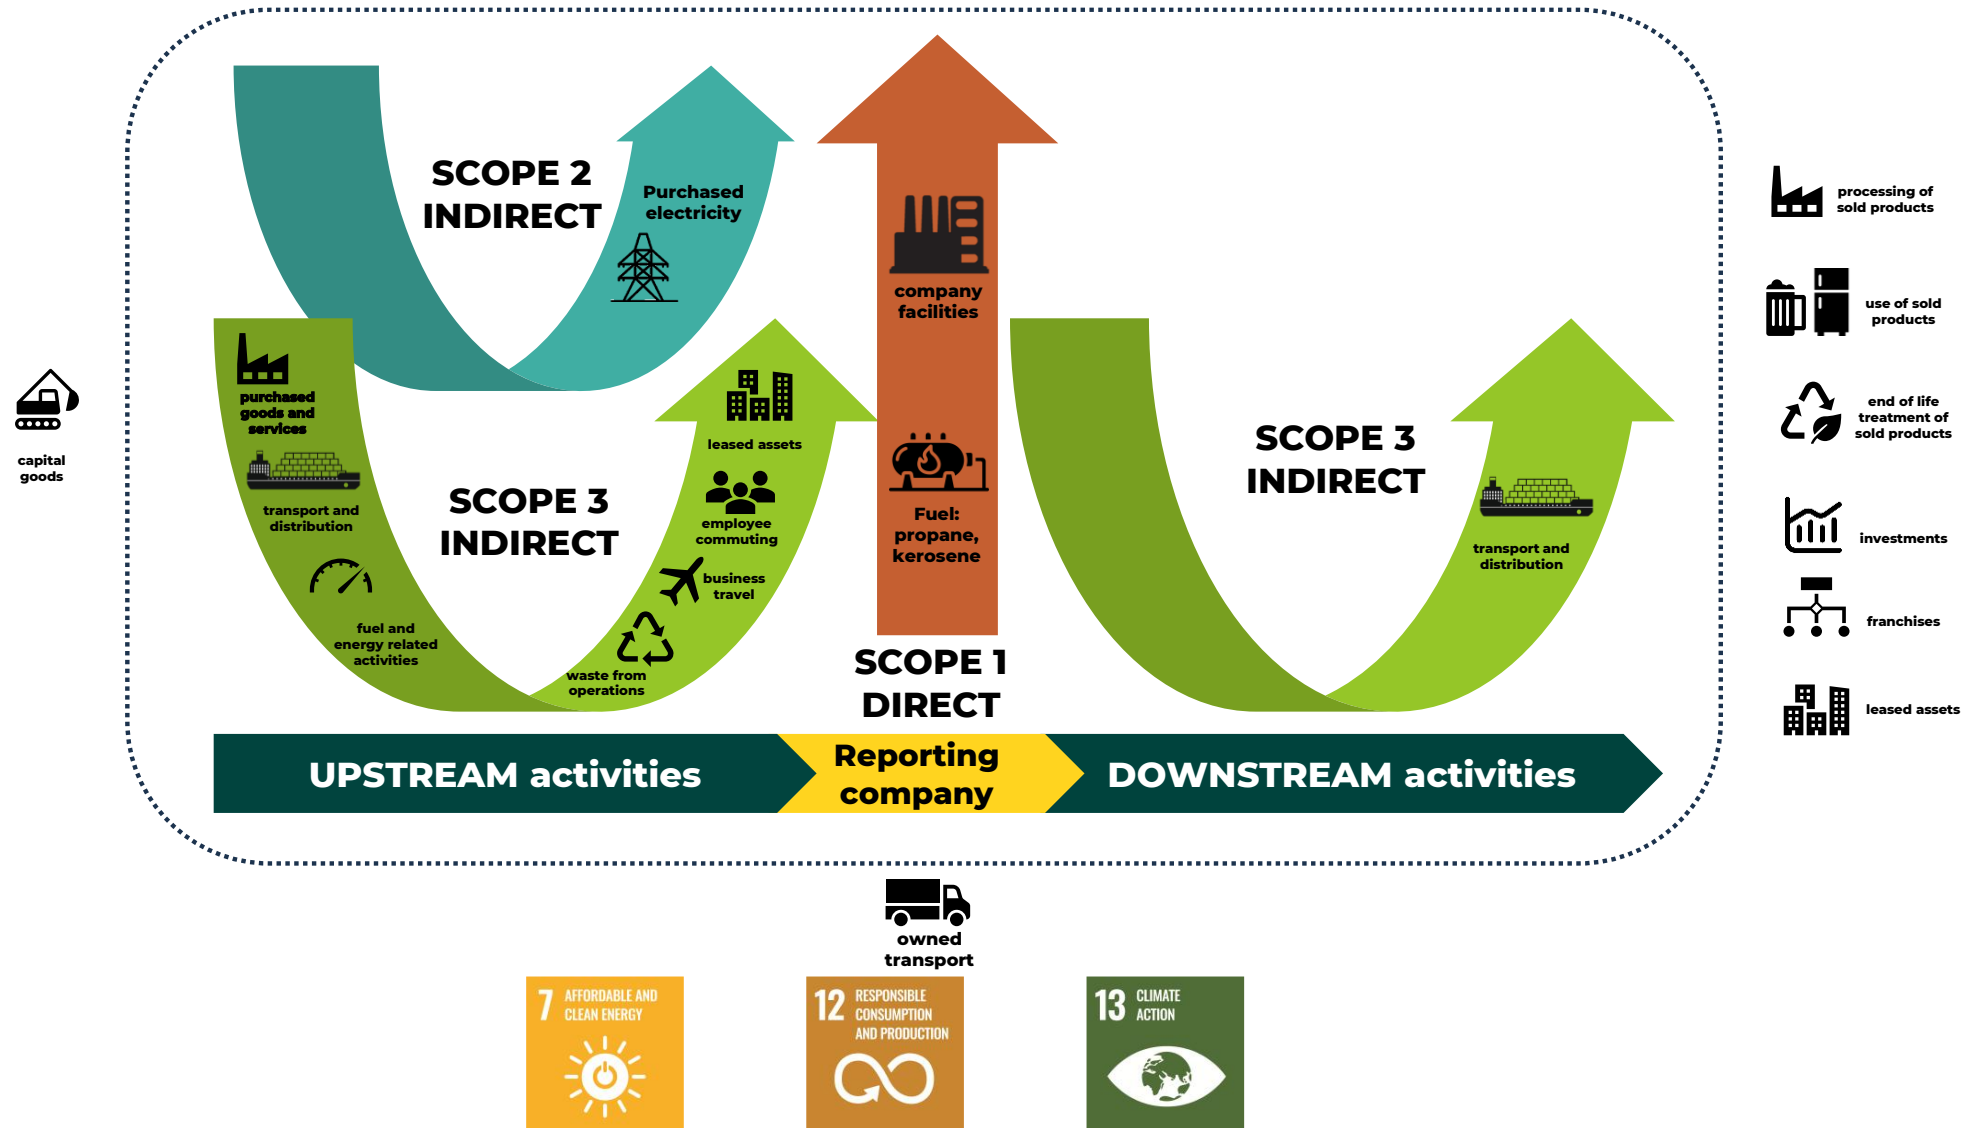 SCOPE 2
INDIRECT
Purchased
electricity
company
facilities
Fuel:
propane,
kerosene
SCOPE 1
DIRECT
capital
goods
purchased
goods and
services
transport and
distribution
fuel and
energy related
activities
SCOPE 3
INDIRECT
leased assets
employee
commuting
business
travel
waste from
operations
SCOPE 3
INDIRECT
transport and
distribution
processing of
sold products
use of sold
products
end of life
treatment of
sold products
investments
franchises
leased assets
UPSTREAM activities
Reporting
company
DOWNSTREAM activities
owned
transport
7 AFFORDABLE AND
CLEAN ENERGY
12 RESPONSIBLE
CONSUMPTION
AND PRODUCTION
13 CLIMATE
ACTION